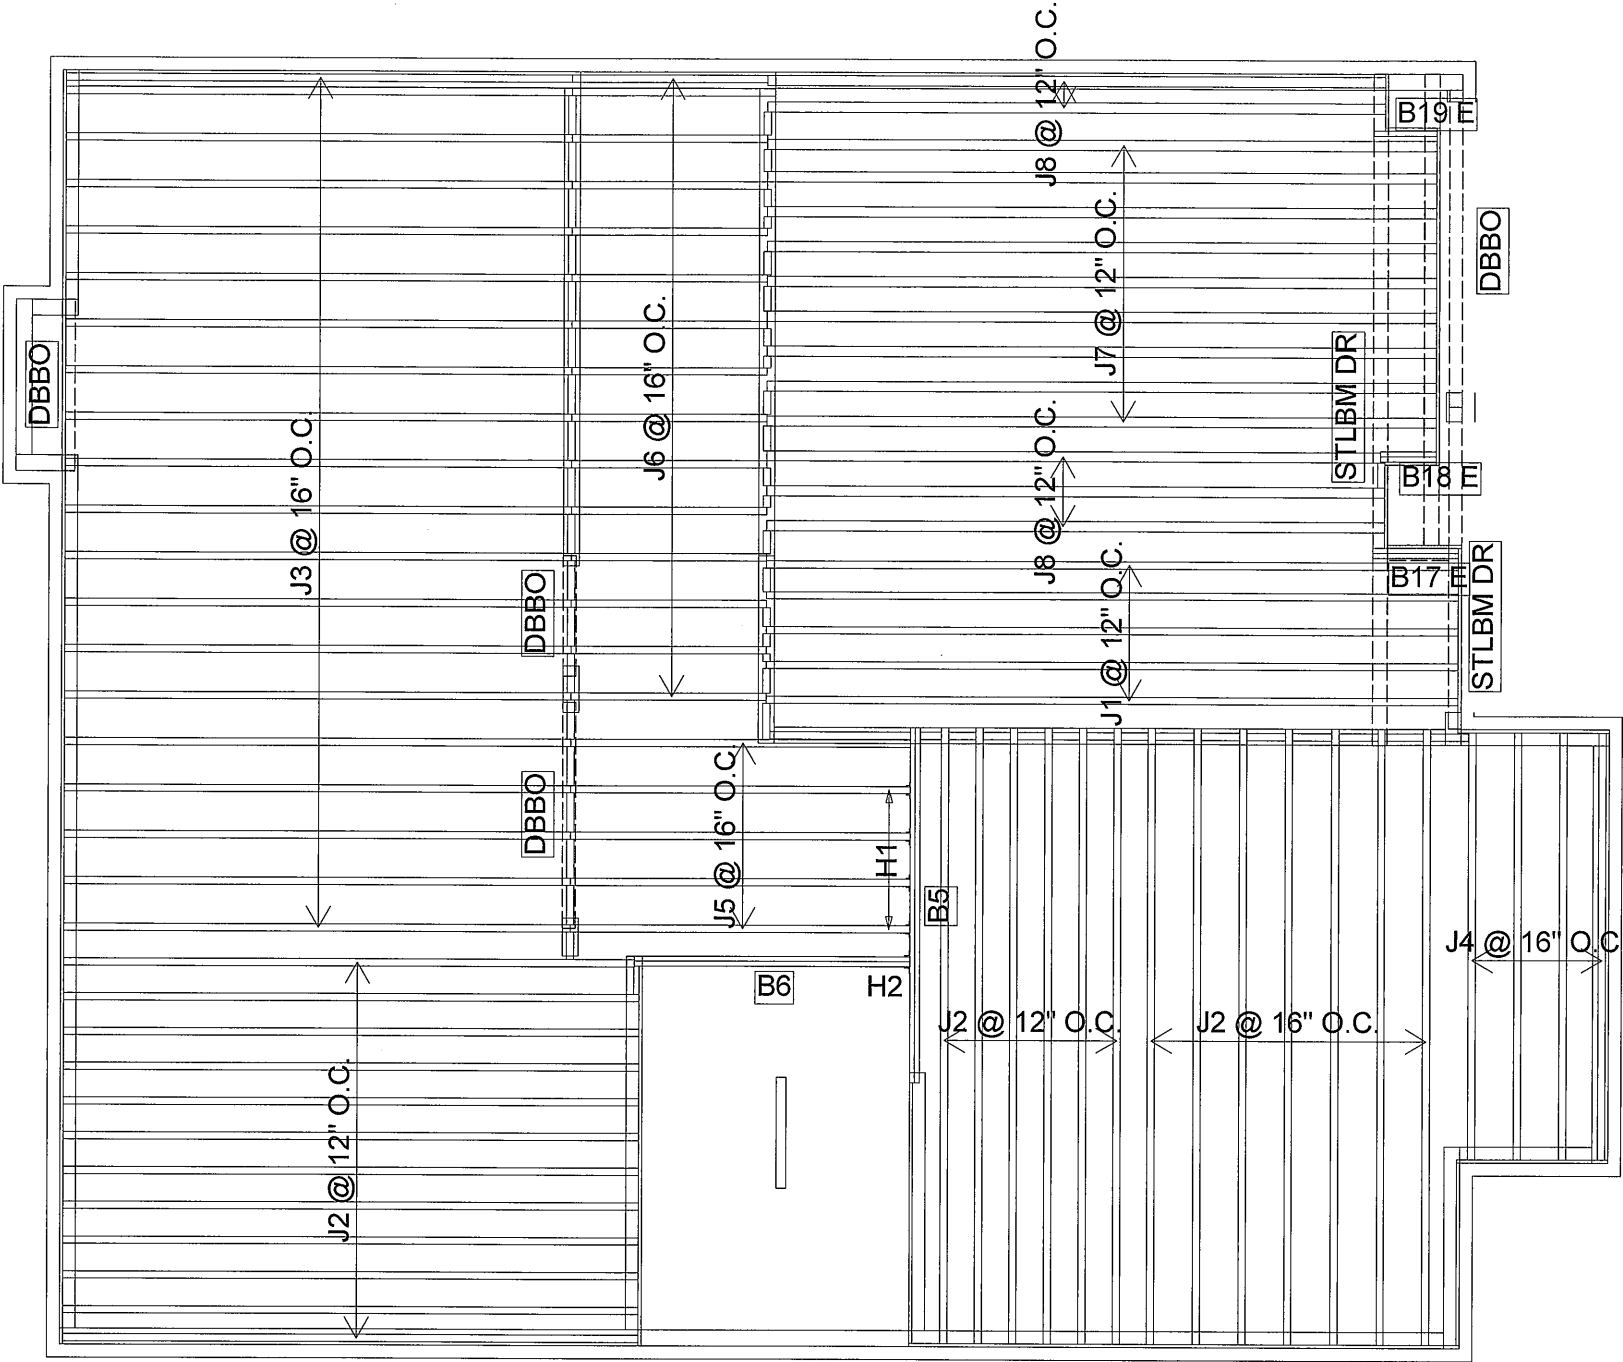 J8 @ 12" O.C.
B19 E
DBBO
J7 @ 12" O.C.
J6 @ 16" O.C.
STLBM DR
DBBO
J3 @ 16" O.C.
J8 @ 12" O.C.
B18 E
B17 E
STLBM DR
DBBO
J1 @ 12" O.C.
DBBO
J5 @ 16" O.C.
H1
B5
J4 @ 16" O.C
B6
H2
J2 @ 12" O.C.
J2 @ 16" O.C.
J2 @ 12" O.C.